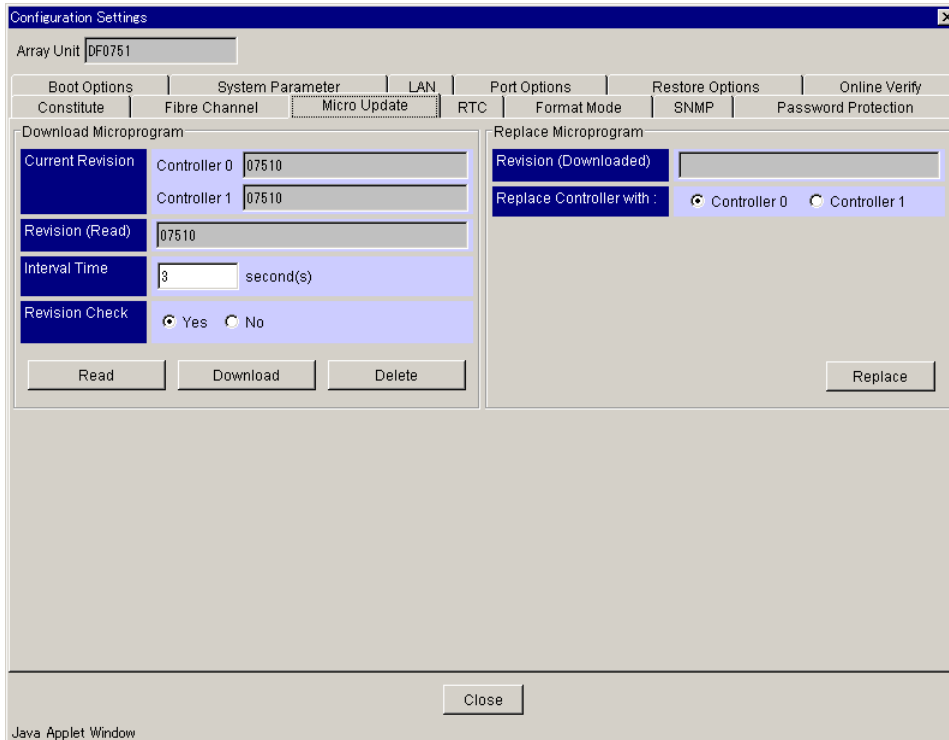 Configuration Settings
Array Unit DF0751
Boot Options System Parameter LAN Port Options Restore Options Online Verify
Constitute Fibre Channel Micro Update RTC Format Mode SNMP Password Protection
Download Microprogram
Current Revision Controller 0 07510
Controller 1 07510
Revision (Read) 07510
Interval Time 3 second(s)
Revision Check Yes No
Read Download Delete
Replace Microprogram
Revision (Downloaded)
Replace Controller with : Controller 0 Controller 1
Replace
Close
Java Applet Window